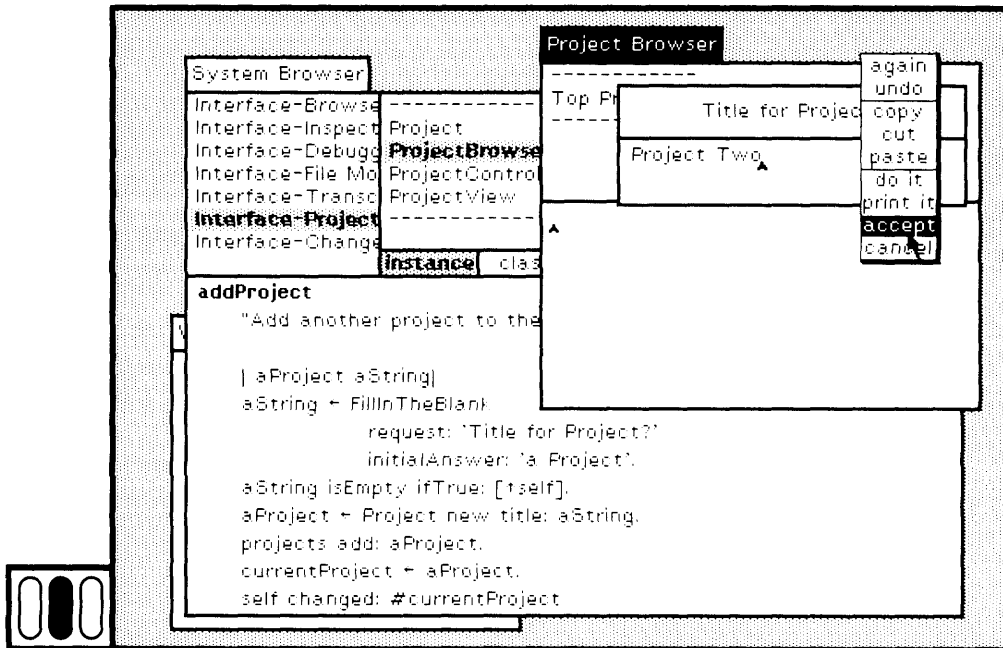 Project Browser
------------
Top Pr
Title for Projec
Project Two
again
undo
copy
cut
paste
do it
print it
accept
cancel
System Browser
Interface-Browse
Interface-Inspect
Interface-Debugg
Interface-File Mo
Interface-Transc
Interface-Project
Interface-Change
------------
Project
ProjectBrowse
ProjectControl
ProjectView
------------
instance clas
addProject
"Add another project to the
| aProject aString|
aString ← FillInTheBlank
request: 'Title for Project?'
initialAnswer: 'a Project'.
aString isEmpty ifTrue: [↑self].
aProject ← Project new title: aString.
projects add: aProject.
currentProject ← aProject.
self changed: #currentProject